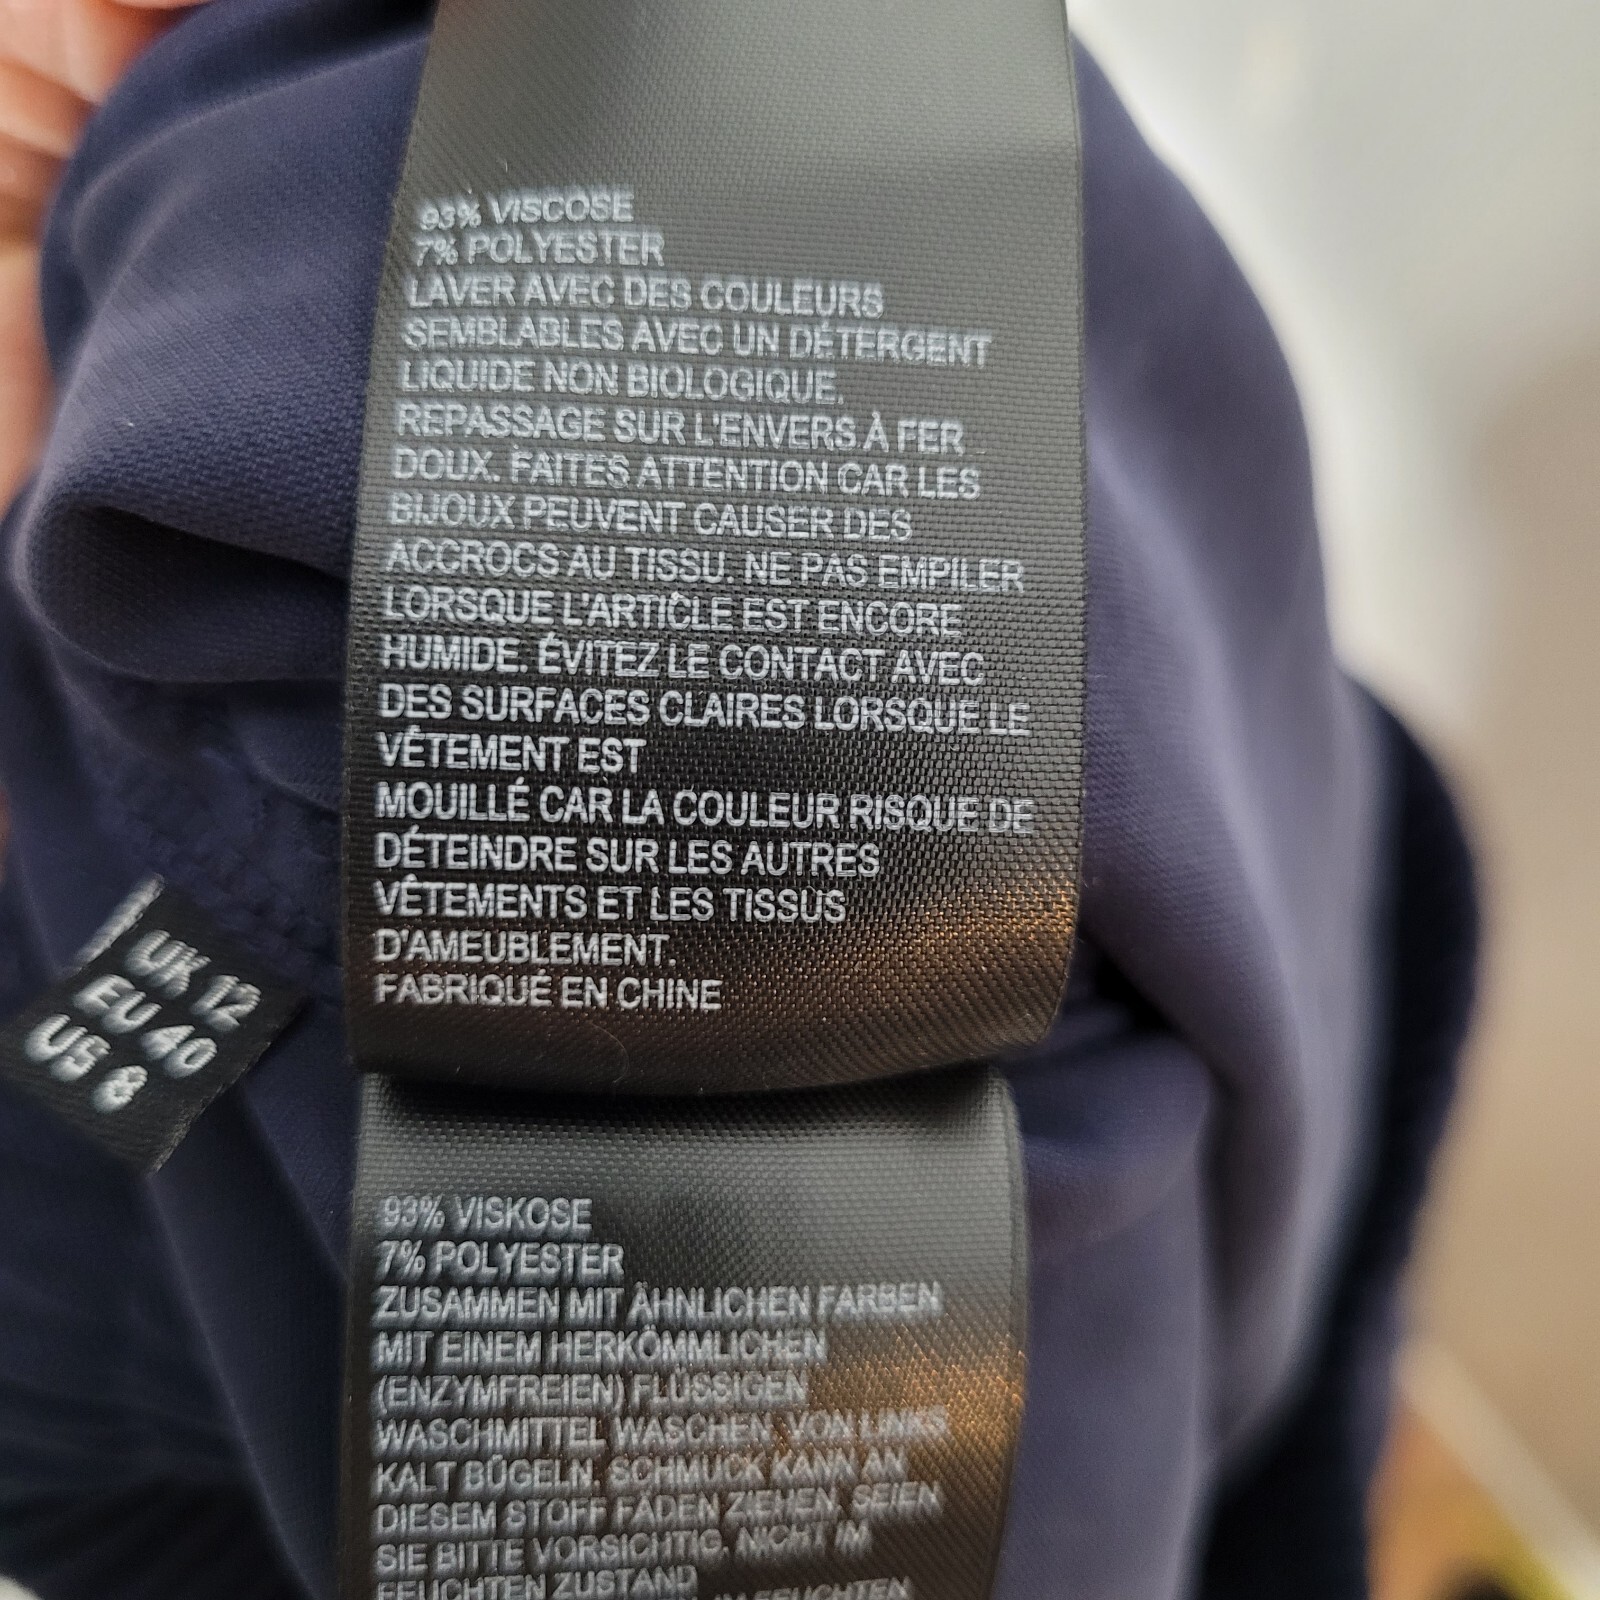 93% VISCOSE
7% POLYESTER
LAVER AVEC DES COULEURS
SEMBLABLES AVEC UN DÉTERGENT
LIQUIDE NON BIOLOGIQUE.
REPASSAGE SUR L'ENVERS À FER
DOUX. FAITES ATTENTION CAR LES
BIJOUX PEUVENT CAUSER DES
ACCROCS AU TISSU. NE PAS EMPILER
LORSQUE L'ARTICLE EST ENCORE
HUMIDE. ÉVITEZ LE CONTACT AVEC
DES SURFACES CLAIRES LORSQUE LE
VÊTEMENT EST
MOUILLÉ CAR LA COULEUR RISQUE DE
DÉTEINDRE SUR LES AUTRES
VÊTEMENTS ET LES TISSUS
D'AMEUBLEMENT.
FABRIQUÉ EN CHINE
UK 12
EU 40
US 8
93% VISKOSE
7% POLYESTER
ZUSAMMEN MIT ÄHNLICHEN FARBEN
MIT EINEM HERKÖMMLICHEN
(ENZYMFREIEN) FLÜSSIGEN
WASCHMITTEL WASCHEN. VON LINKS
KALT BÜGELN. SCHMUCK KANN AN
DIESEM STOFF FÄDEN ZIEHEN, SEIEN
SIE BITTE VORSICHTIG. NICHT IM
FEUCHTEN ZUSTAND
IM FEUCHTEN